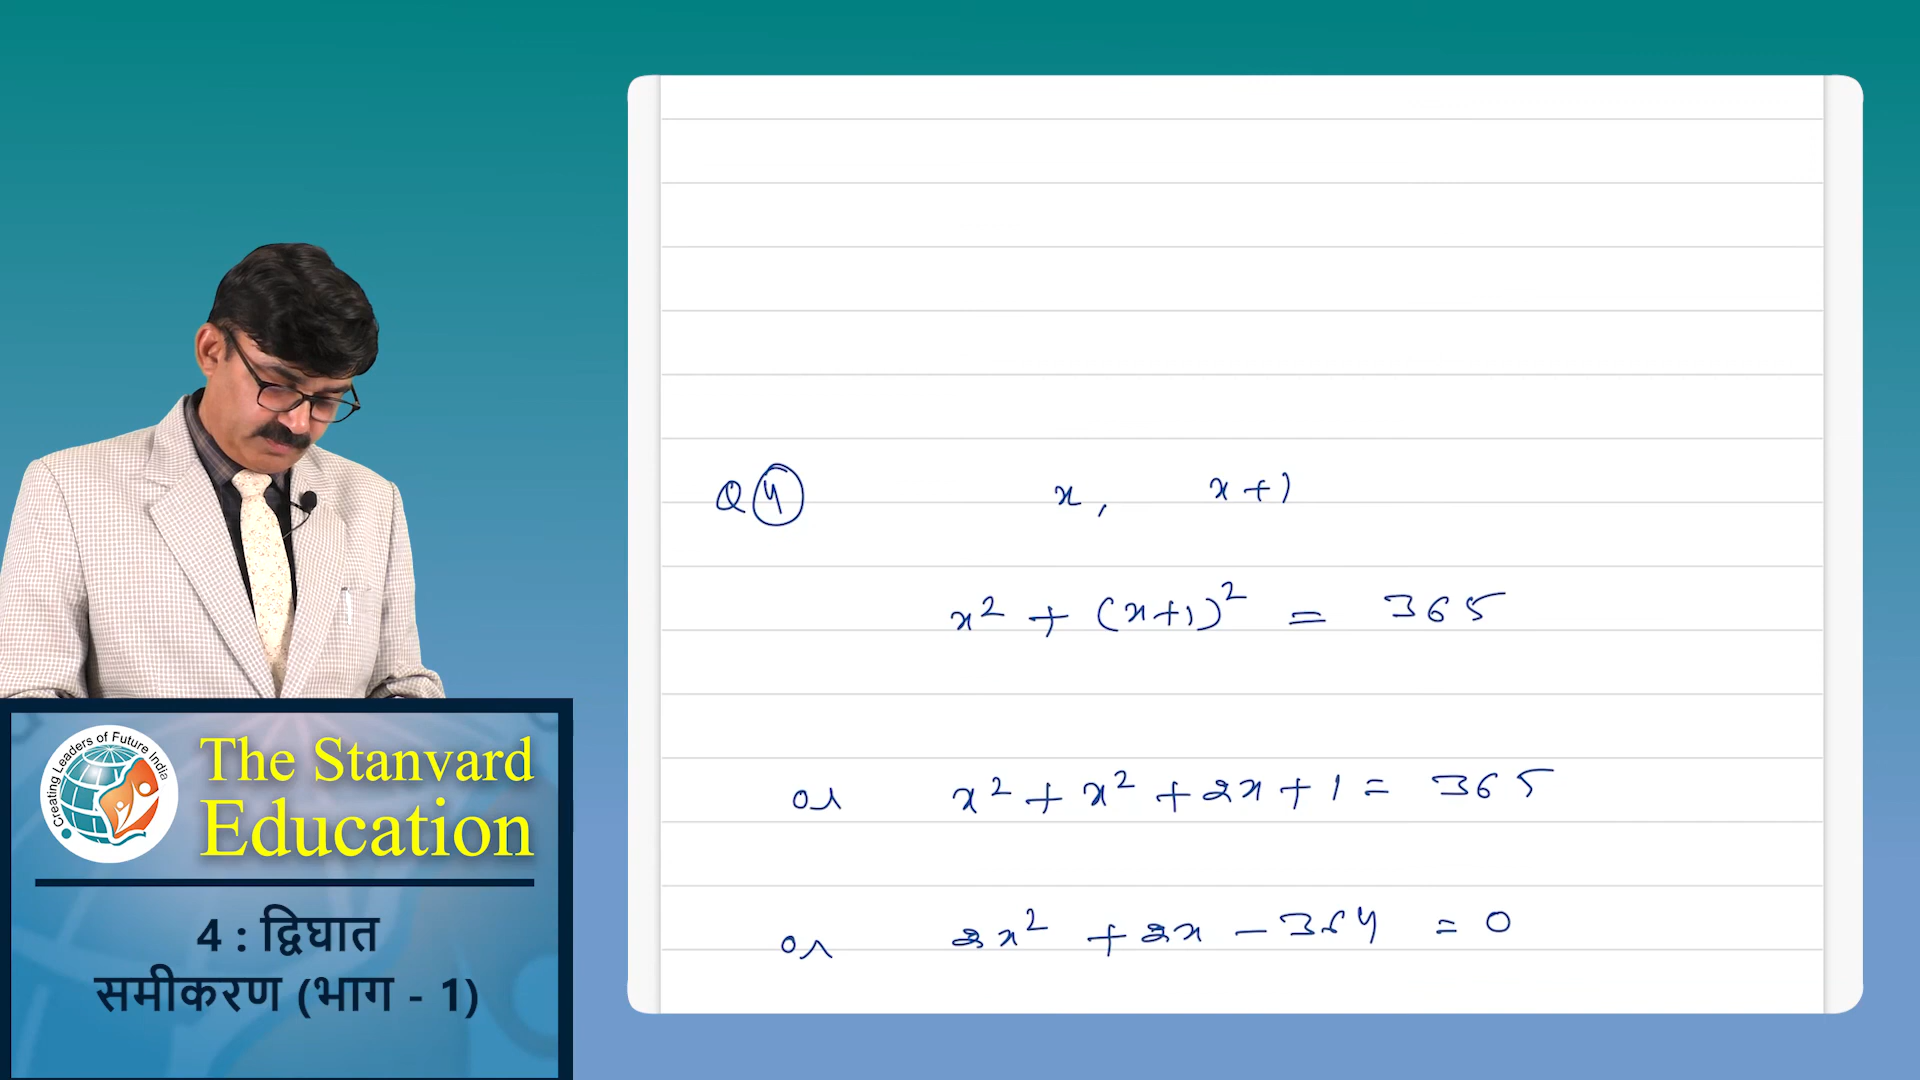 Q 4 x, x+1
x² + (x+1)² = 365
or x² + x² + 2x + 1 = 365
or 2x² + 2x - 364 = 0
Creating Leaders of Future India
The Stanvard
Education
4 : द्विघात
समीकरण (भाग - 1)